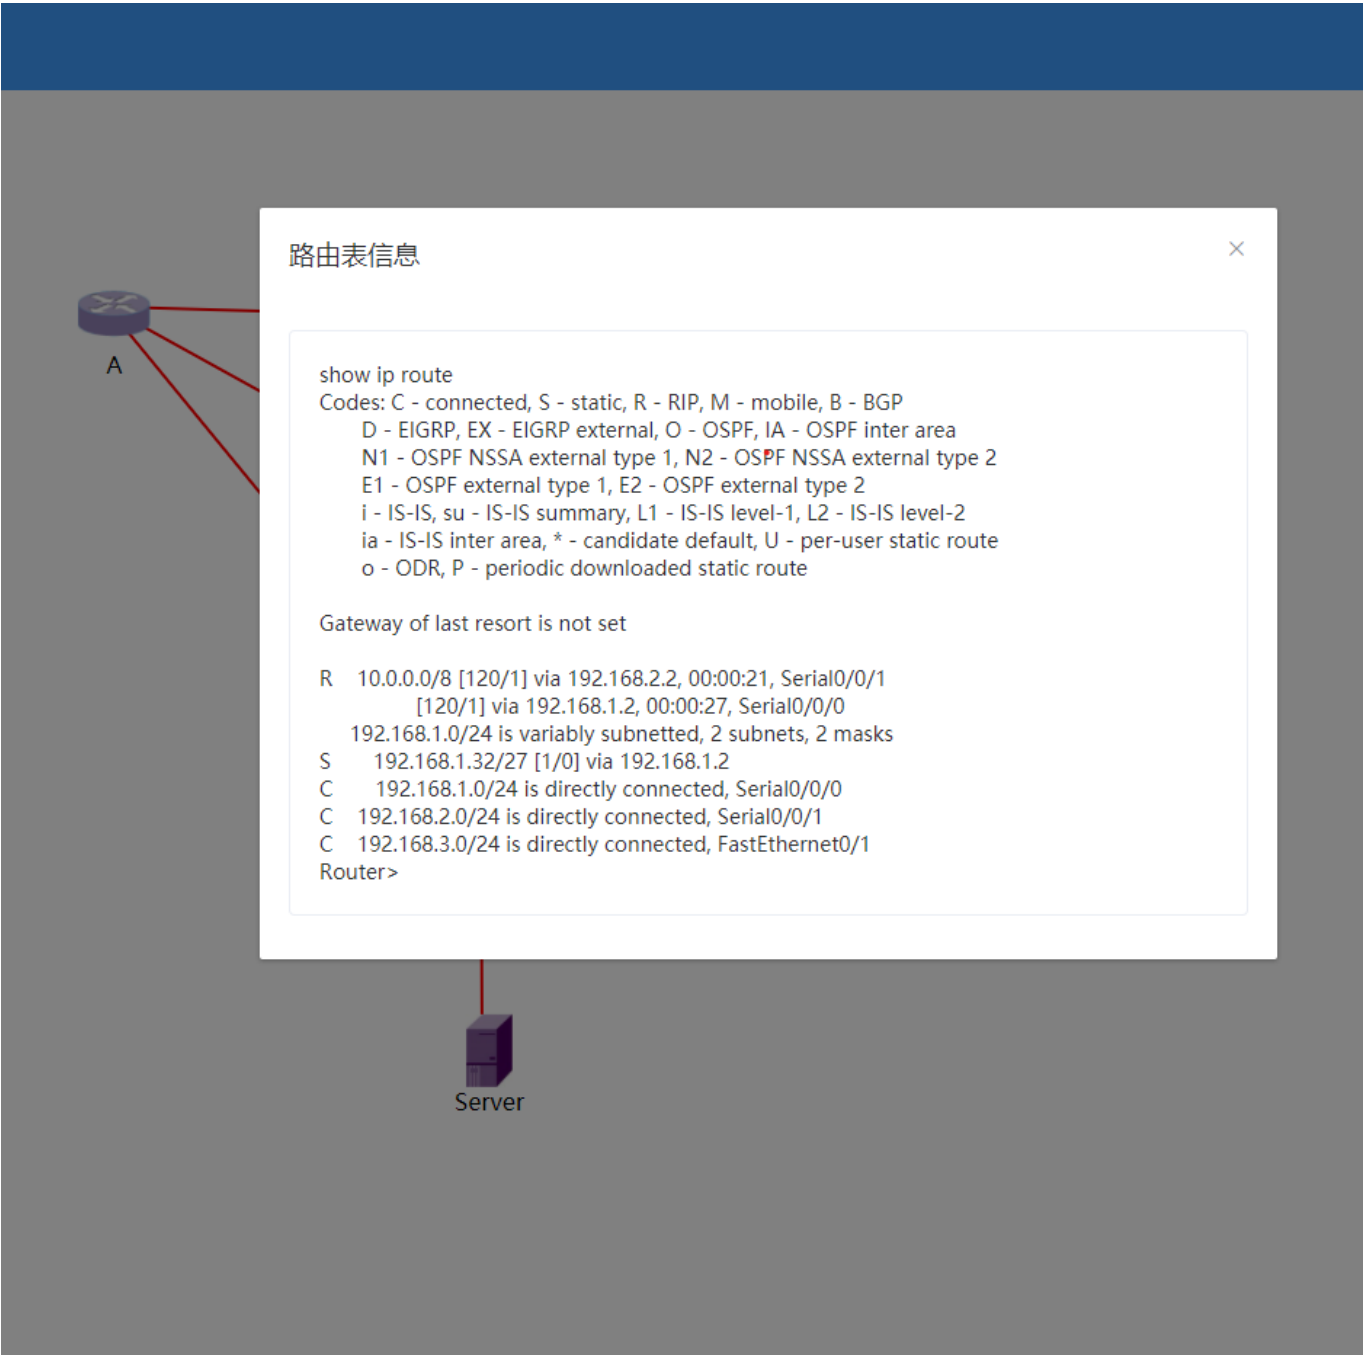 路由表信息
A
show ip route
Codes: C - connected, S - static, R - RIP, M - mobile, B - BGP
D - EIGRP, EX - EIGRP external, O - OSPF, IA - OSPF inter area
N1 - OSPF NSSA external type 1, N2 - OSPF NSSA external type 2
E1 - OSPF external type 1, E2 - OSPF external type 2
i - IS-IS, su - IS-IS summary, L1 - IS-IS level-1, L2 - IS-IS level-2
ia - IS-IS inter area, * - candidate default, U - per-user static route
o - ODR, P - periodic downloaded static route
Gateway of last resort is not set
R 10.0.0.0/8 [120/1] via 192.168.2.2, 00:00:21, Serial0/0/1
[120/1] via 192.168.1.2, 00:00:27, Serial0/0/0
192.168.1.0/24 is variably subnetted, 2 subnets, 2 masks
S 192.168.1.32/27 [1/0] via 192.168.1.2
C 192.168.1.0/24 is directly connected, Serial0/0/0
C 192.168.2.0/24 is directly connected, Serial0/0/1
C 192.168.3.0/24 is directly connected, FastEthernet0/1
Router>
Server